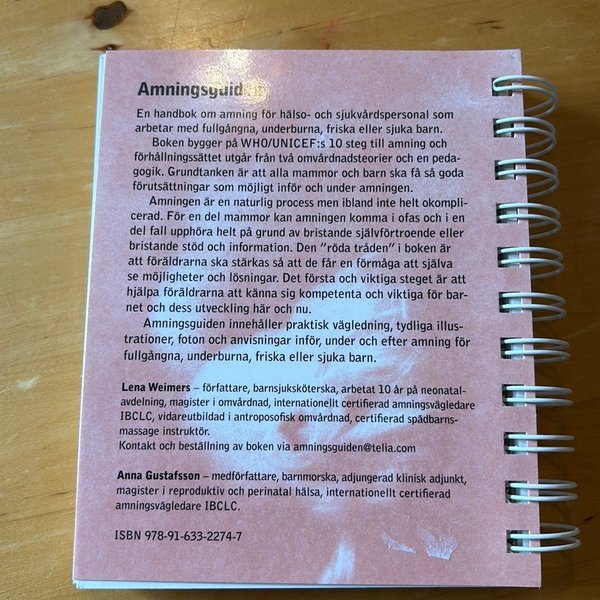 Amningsguiden
En handbok om amning för hälso- och sjukvårdspersonal som
arbetar med fullgångna, underburna, friska eller sjuka barn.
Boken bygger på WHO/UNICEF:s 10 steg till amning och
förhållningssättet utgår från två omvårdnadsteorier och en peda-
gogik. Grundtanken är att alla mammor och barn ska få så goda
förutsättningar som möjligt inför och under amningen.
Amningen är en naturlig process men ibland inte helt okompli-
cerad. För en del mammor kan amningen komma i ofas och i en
del fall upphöra helt på grund av bristande självförtroende eller
bristande stöd och information. Den "röda tråden" i boken är
att föräldrarna ska stärkas så att de får en förmåga att själva
se möjligheter och lösningar. Det första och viktiga steget är att
hjälpa föräldrarna att känna sig kompetenta och viktiga för bar-
net och dess utveckling här och nu.
Amningsguiden innehåller praktisk vägledning, tydliga illus-
trationer, foton och anvisningar inför, under och efter amning för
fullgångna, underburna, friska eller sjuka barn.
Lena Weimers – författare, barnsjuksköterska, arbetat 10 år på neonatal-
avdelning, magister i omvårdnad, internationellt certifierad amningsvägledare
IBCLC, vidareutbildad i antroposofisk omvårdnad, certifierad spädbarns-
massage instruktör.
Kontakt och beställning av boken via amningsguiden@telia.com
Anna Gustafsson – medförfattare, barnmorska, adjungerad klinisk adjunkt,
magister i reproduktiv och perinatal hälsa, internationellt certifierad
amningsvägledare IBCLC.
ISBN 978-91-633-2274-7